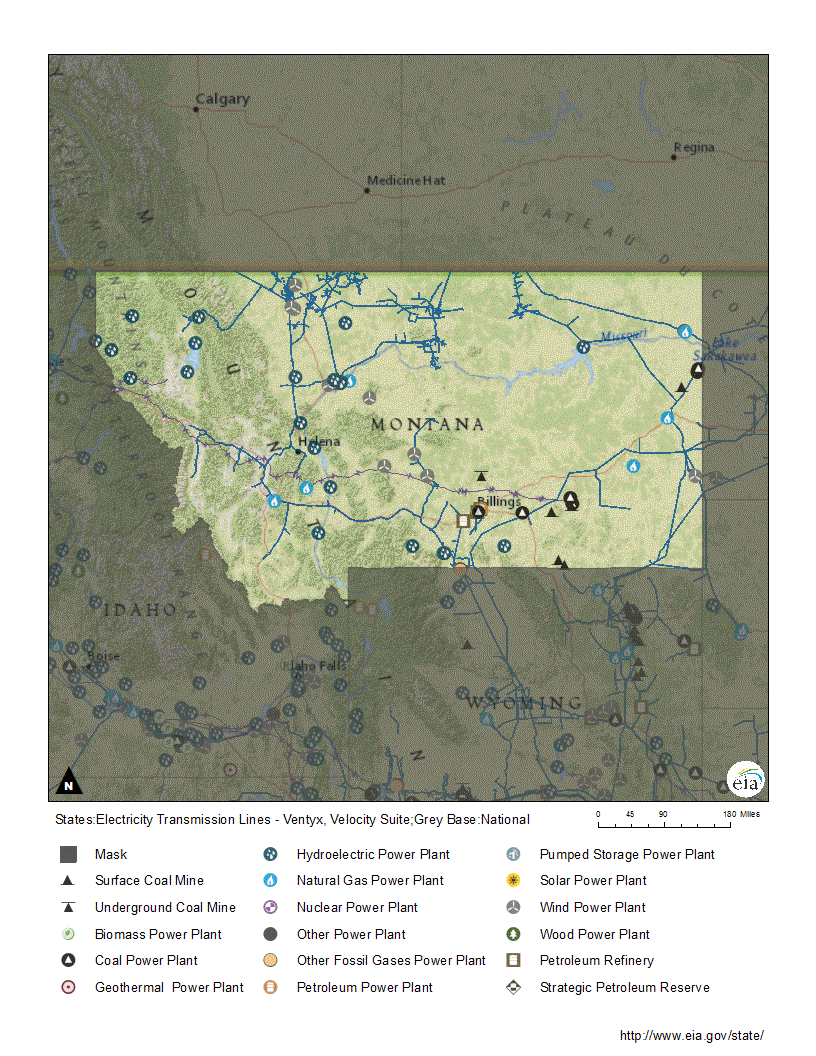 Calgary
Regina
Medicine Hat
PLATEAU DU COT
MOUNT
Missouri
Lake
Sakakawea
MONTANA
Helena
Billings
IDAHO
Boise
Idaho Falls
WYOMING
N
eia
States:Electricity Transmission Lines - Ventyx, Velocity Suite;Grey Base:National
0 45 90 180 Miles
Mask
Hydroelectric Power Plant
Pumped Storage Power Plant
Surface Coal Mine
Natural Gas Power Plant
Solar Power Plant
Underground Coal Mine
Nuclear Power Plant
Wind Power Plant
Biomass Power Plant
Other Power Plant
Wood Power Plant
Coal Power Plant
Other Fossil Gases Power Plant
Petroleum Refinery
Geothermal Power Plant
Petroleum Power Plant
Strategic Petroleum Reserve
http://www.eia.gov/state/